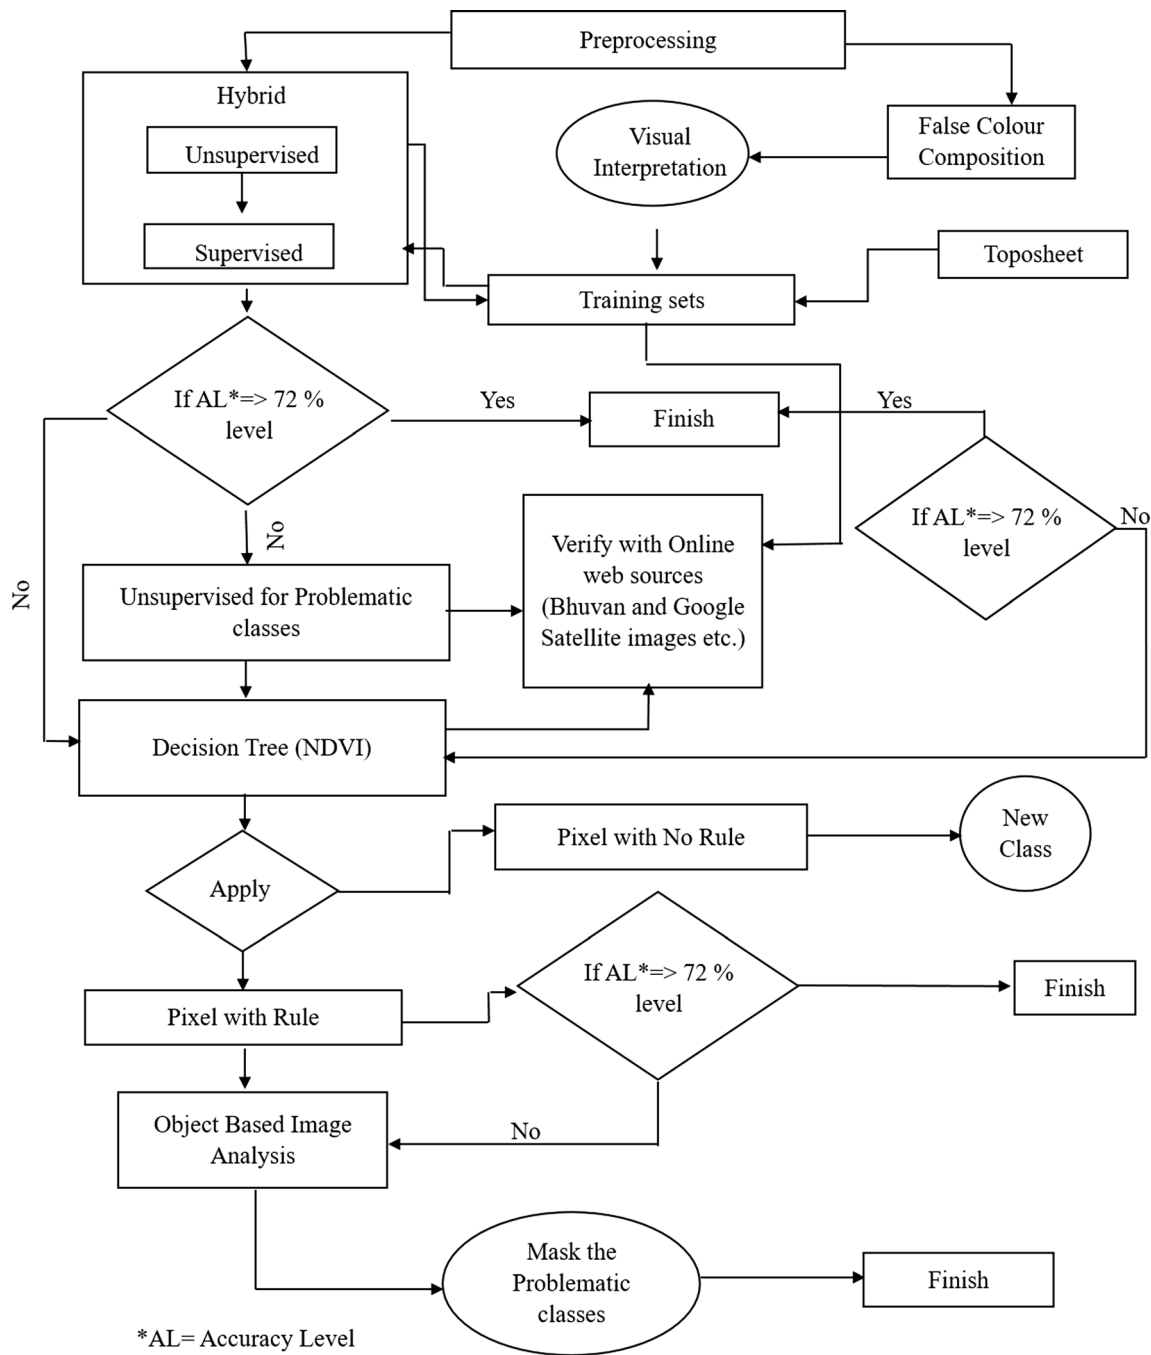 Preprocessing
Hybrid
Unsupervised
Supervised
Visual
Interpretation
False Colour
Composition
Toposheet
Training sets
If AL*=> 72 %
level
Yes
Finish
Yes
If AL*=> 72 %
level
No
No
No
Verify with Online
web sources
(Bhuvan and Google
Satellite images etc.)
Unsupervised for Problematic
classes
Decision Tree (NDVI)
Pixel with No Rule
New
Class
Apply
If AL*=> 72 %
level
Finish
Pixel with Rule
Object Based Image
Analysis
No
Mask the
Problematic
classes
Finish
*AL= Accuracy Level